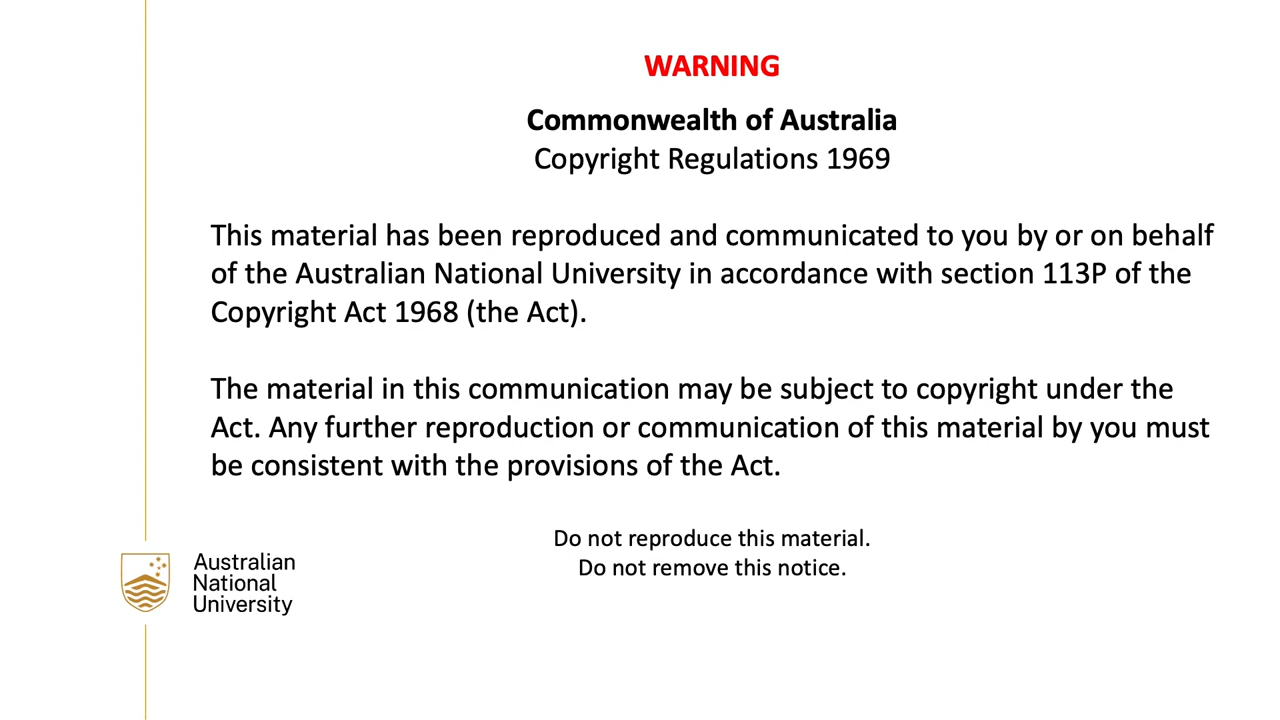 WARNING
Commonwealth of Australia
Copyright Regulations 1969
This material has been reproduced and communicated to you by or on behalf
of the Australian National University in accordance with section 113P of the
Copyright Act 1968 (the Act).
The material in this communication may be subject to copyright under the
Act. Any further reproduction or communication of this material by you must
be consistent with the provisions of the Act.
Do not reproduce this material.
Do not remove this notice.
Australian
National
University